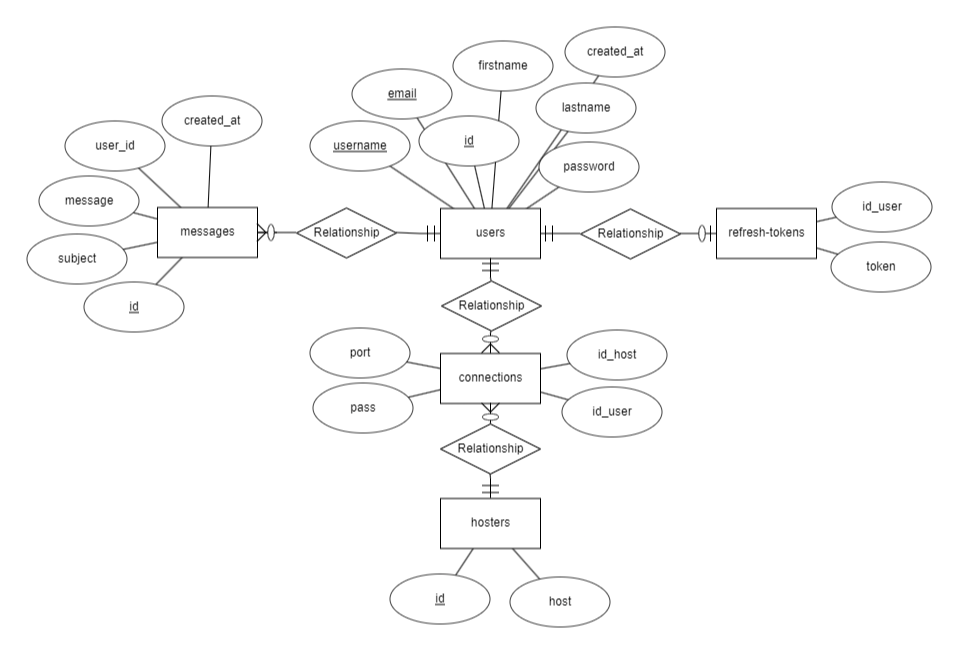 created_at
firstname
email
created_at
lastname
user_id
username
id
password
message
messages
Relationship
users
Relationship
refresh-tokens
id_user
subject
token
id
Relationship
port
id_host
connections
pass
id_user
Relationship
hosters
id
host